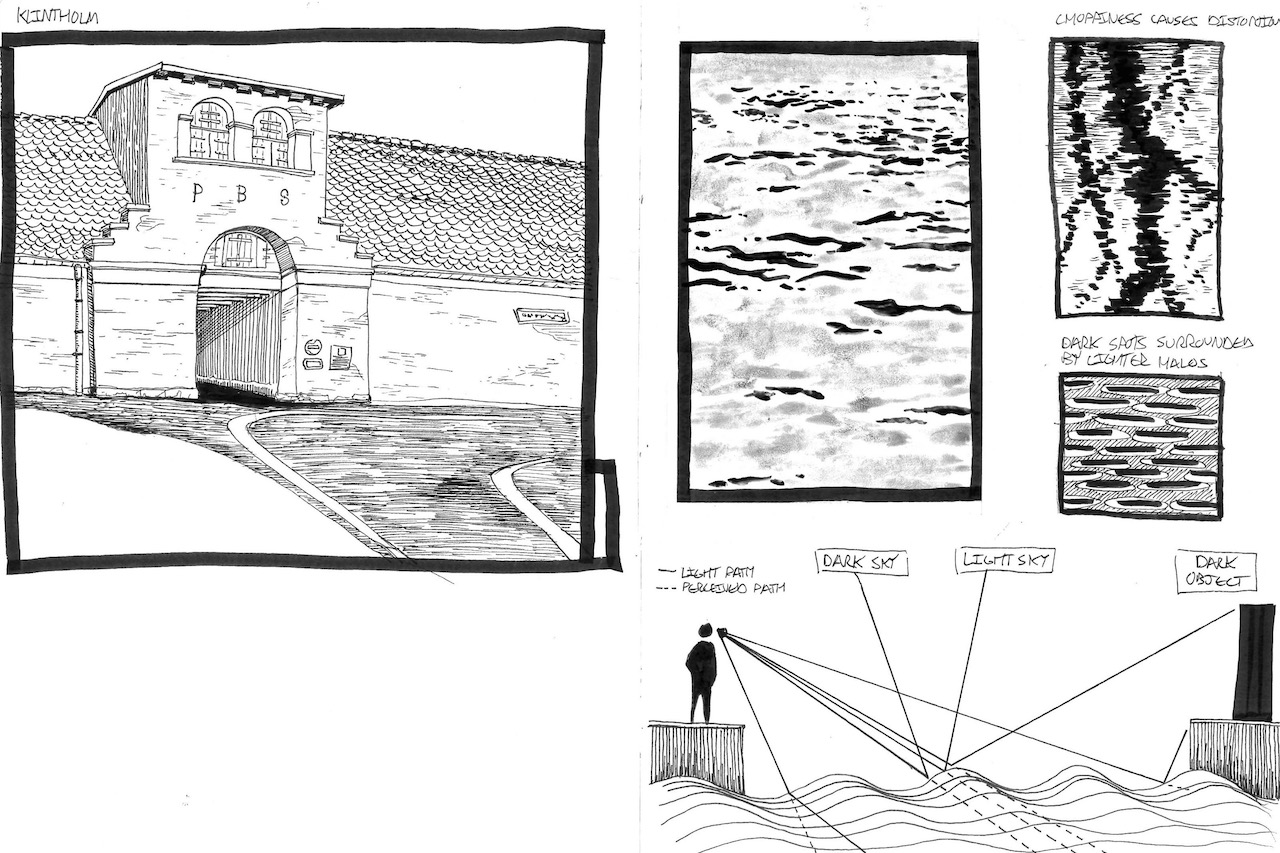 KLINTHOLM
P B S
CHOPPINESS CAUSES DISTORTION
DARK SPOTS SURROUNDED
BY LIGHTER HALOS
— LIGHT PATH
--- PERCEIVED PATH
DARK SKY
LIGHT SKY
DARK
OBJECT